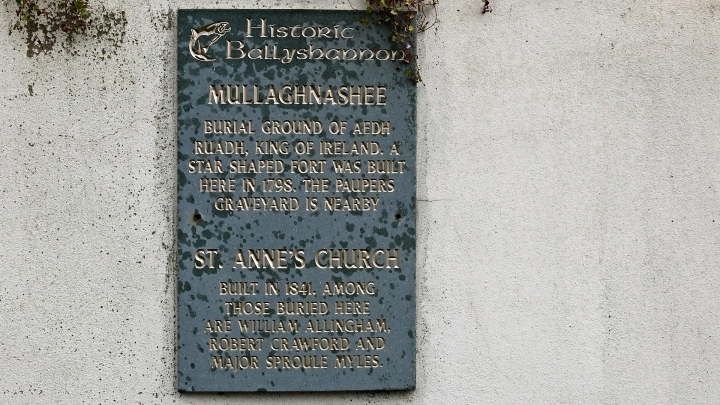 Historic
Ballyshannon
MULLAGHNASHEE
BURIAL GROUND OF AEDH
RUADH, KING OF IRELAND. A
STAR SHAPED FORT WAS BUILT
HERE IN 1798. THE PAUPERS
GRAVEYARD IS NEARBY
ST. ANNE'S CHURCH
BUILT IN 1841. AMONG
THOSE BURIED HERE
ARE WILLIAM ALLINGHAM,
ROBERT CRAWFORD AND
MAJOR SPROULE MYLES.